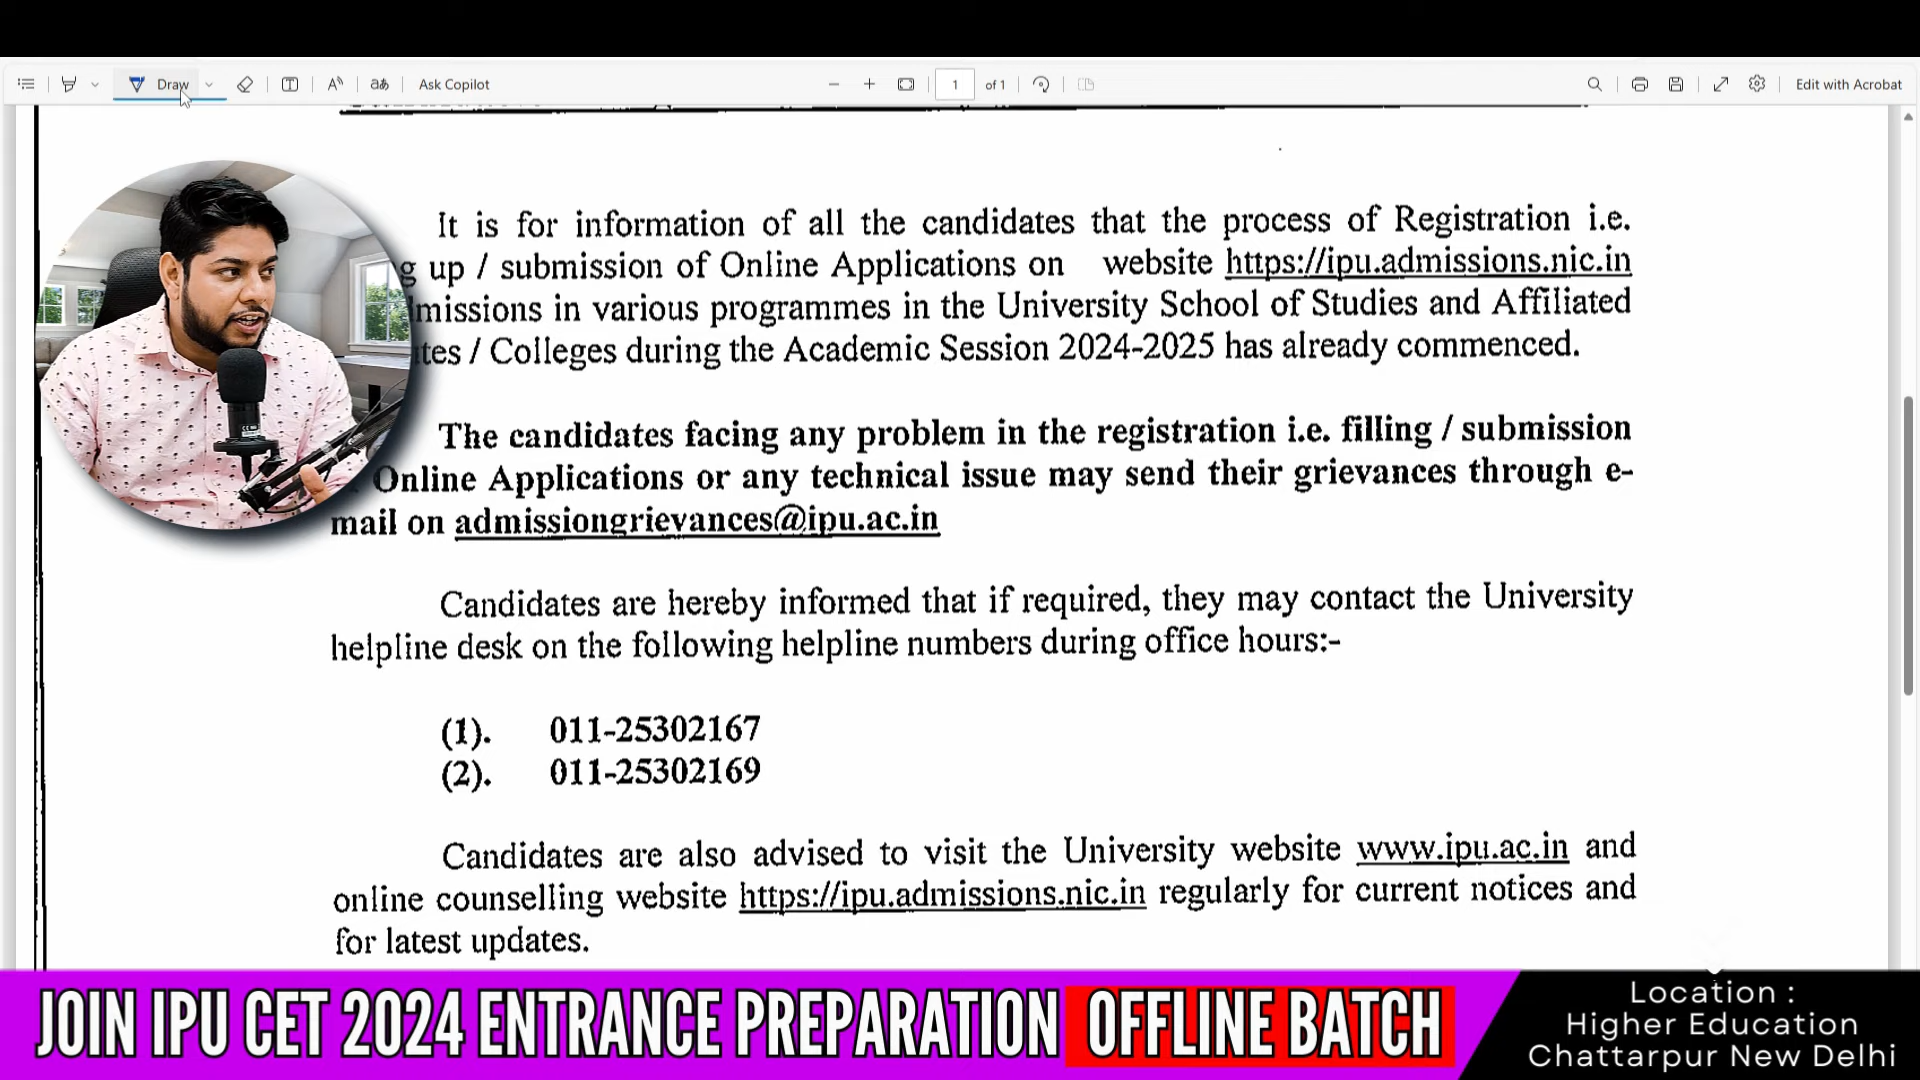 Draw
aあ
Ask Copilot
1 of 1
Edit with Acrobat
It is for information of all the candidates that the process of Registration i.e.
g up / submission of Online Applications on website https://ipu.admissions.nic.in
missions in various programmes in the University School of Studies and Affiliated
tes / Colleges during the Academic Session 2024-2025 has already commenced.
The candidates facing any problem in the registration i.e. filling / submission
Online Applications or any technical issue may send their grievances through e-
mail on admissiongrievances@ipu.ac.in
Candidates are hereby informed that if required, they may contact the University
helpline desk on the following helpline numbers during office hours:-
(1). 011-25302167
(2). 011-25302169
Candidates are also advised to visit the University website www.ipu.ac.in and
online counselling website https://ipu.admissions.nic.in regularly for current notices and
for latest updates.
JOIN IPU CET 2024 ENTRANCE PREPARATION OFFLINE BATCH
Location :
Higher Education
Chattarpur New Delhi